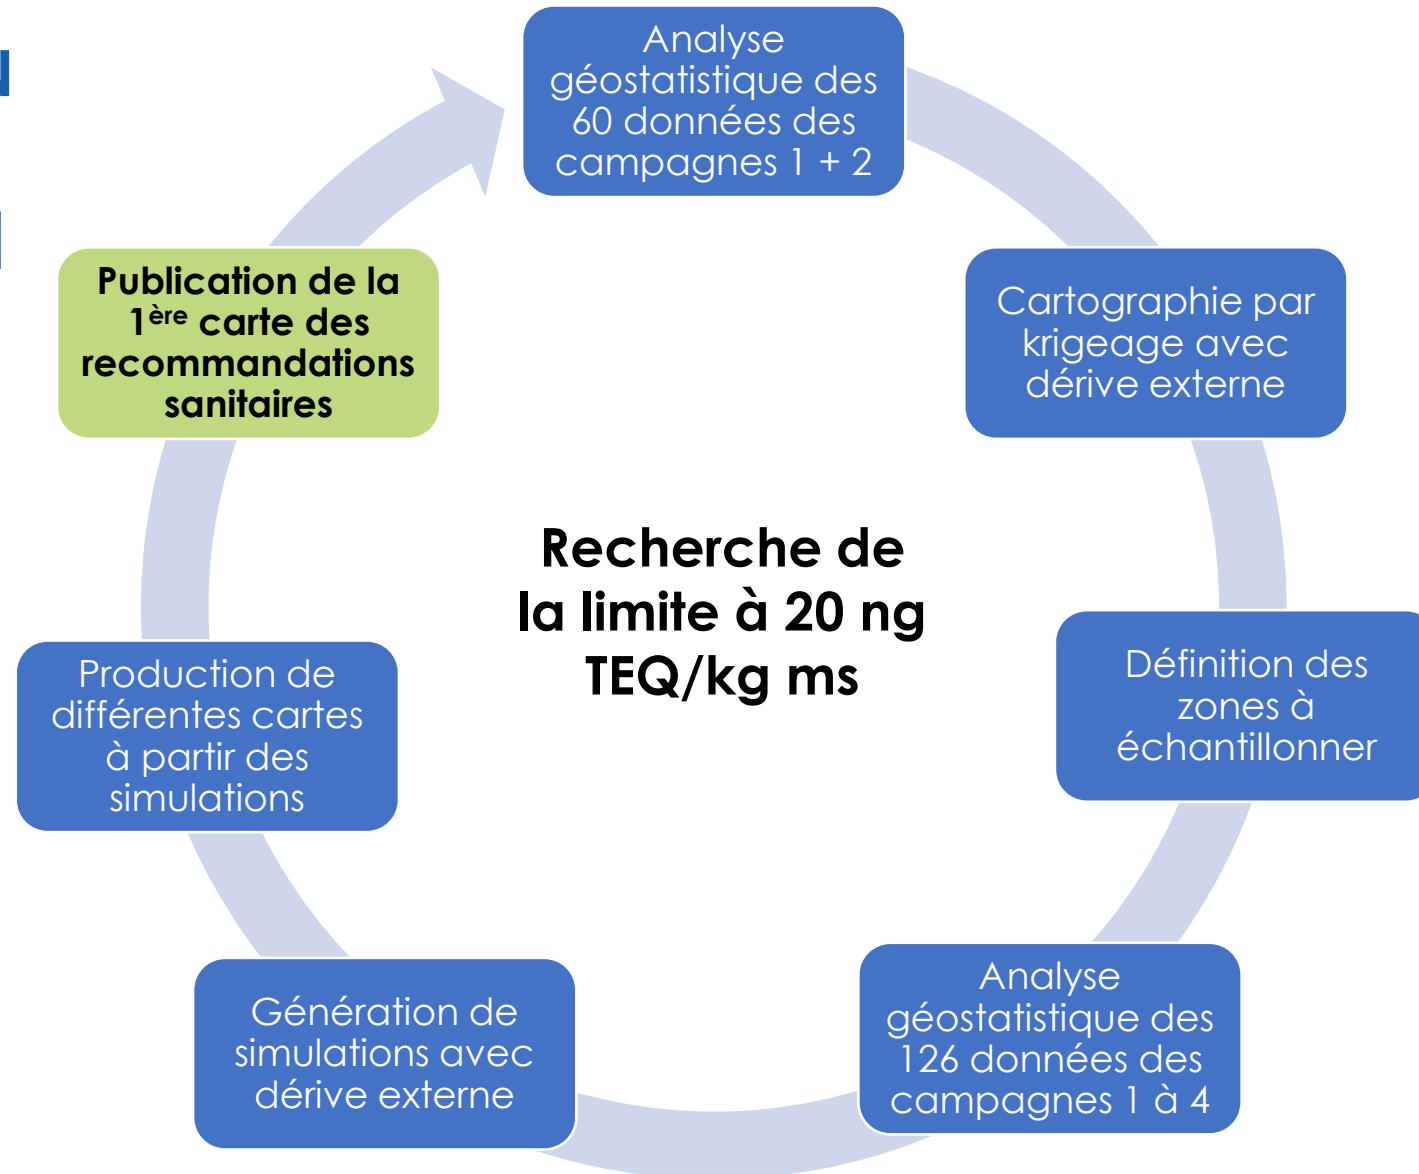 Analyse
géostatistique des
60 données des
campagnes 1 + 2
Cartographie par
krigeage avec
dérive externe
Définition des
zones à
échantillonner
Analyse
géostatistique des
126 données des
campagnes 1 à 4
Génération de
simulations avec
dérive externe
Production de
différentes cartes
à partir des
simulations
Publication de la
1ère carte des
recommandations
sanitaires
Recherche de
la limite à 20 ng
TEQ/kg ms